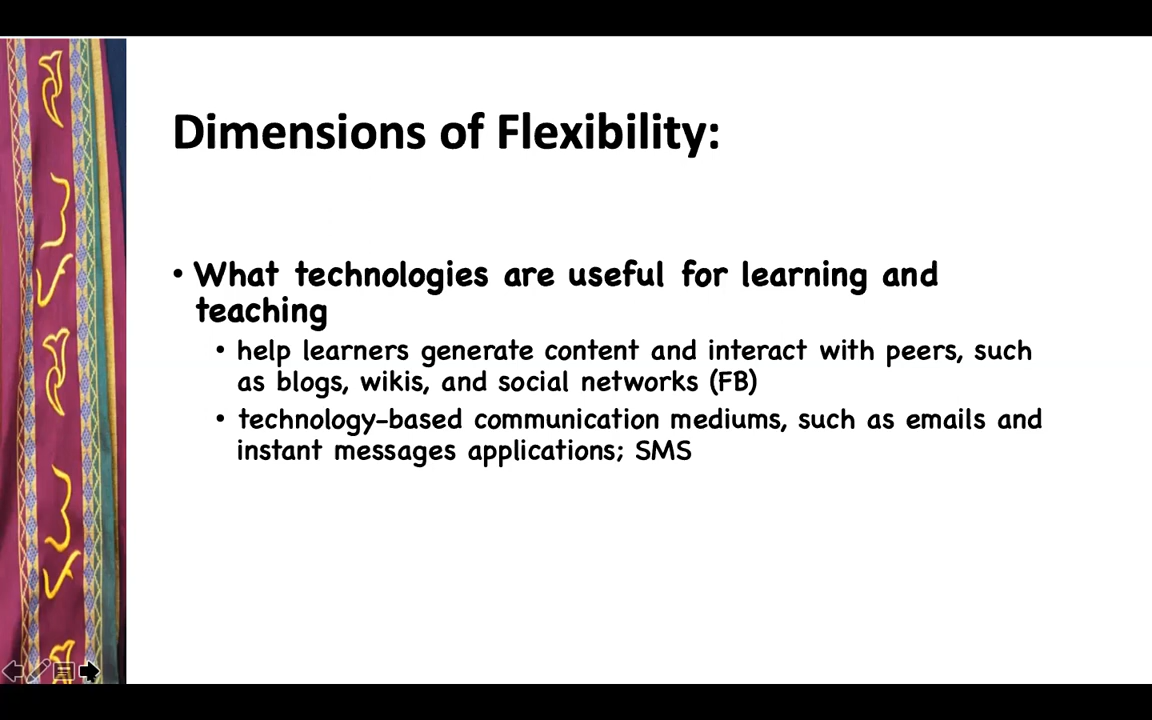 Dimensions of Flexibility:
• What technologies are useful for learning and
teaching
• help learners generate content and interact with peers, such
as blogs, wikis, and social networks (FB)
• technology-based communication mediums, such as emails and
instant messages applications; SMS